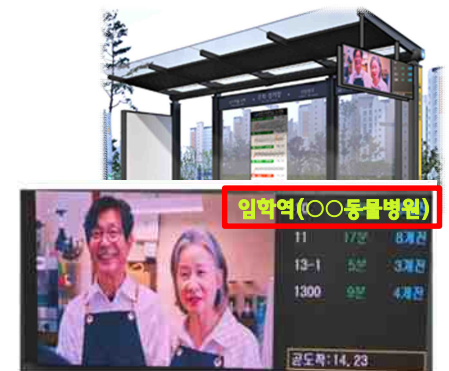 임학역(○○동물병원)
11 17분 8개전
13-1 5분 3개전
1300 9분 4개전
곧도착:14, 23